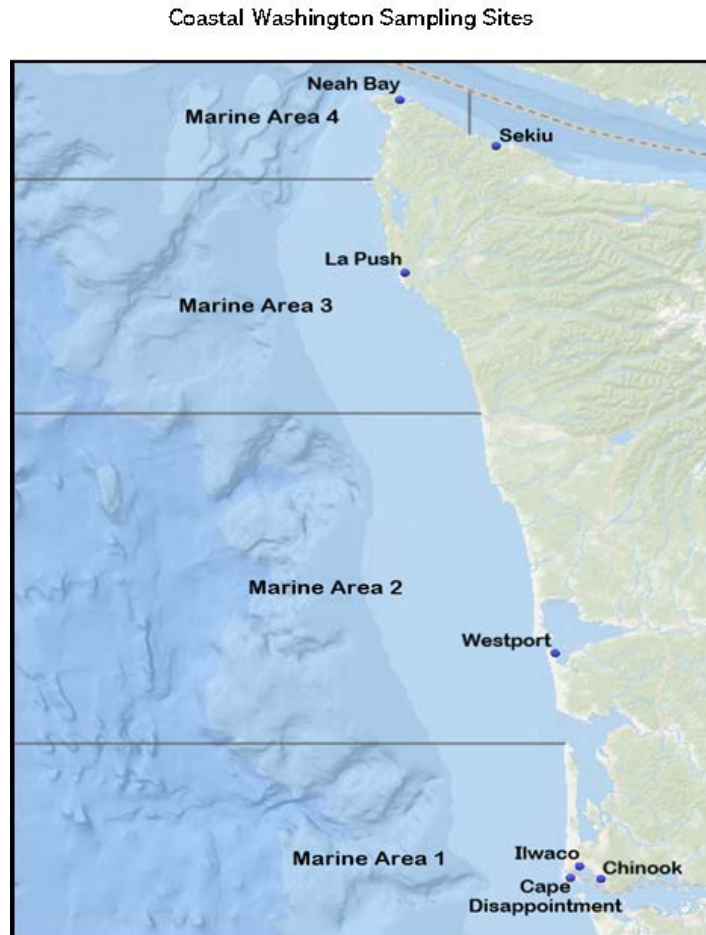 Coastal Washington Sampling Sites
Neah Bay
Marine Area 4
Sekiu
La Push
Marine Area 3
Marine Area 2
Westport
Ilwaco
Marine Area 1
Chinook
Cape
Disappointment